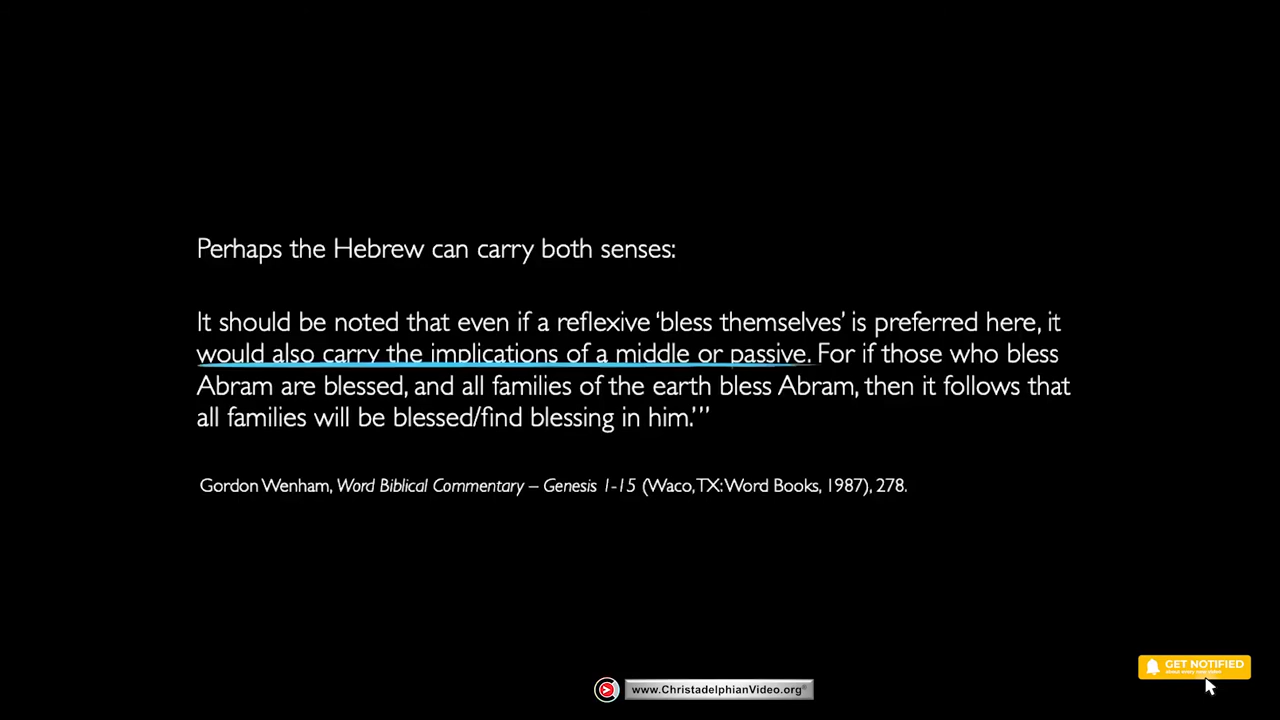 Perhaps the Hebrew can carry both senses:
It should be noted that even if a reflexive ‘bless themselves’ is preferred here, it
would also carry the implications of a middle or passive. For if those who bless
Abram are blessed, and all families of the earth bless Abram, then it follows that
all families will be blessed/find blessing in him.’”
Gordon Wenham, Word Biblical Commentary – Genesis 1-15 (Waco, TX: Word Books, 1987), 278.
GET NOTIFIED
about every new video
www.ChristadelphianVideo.org